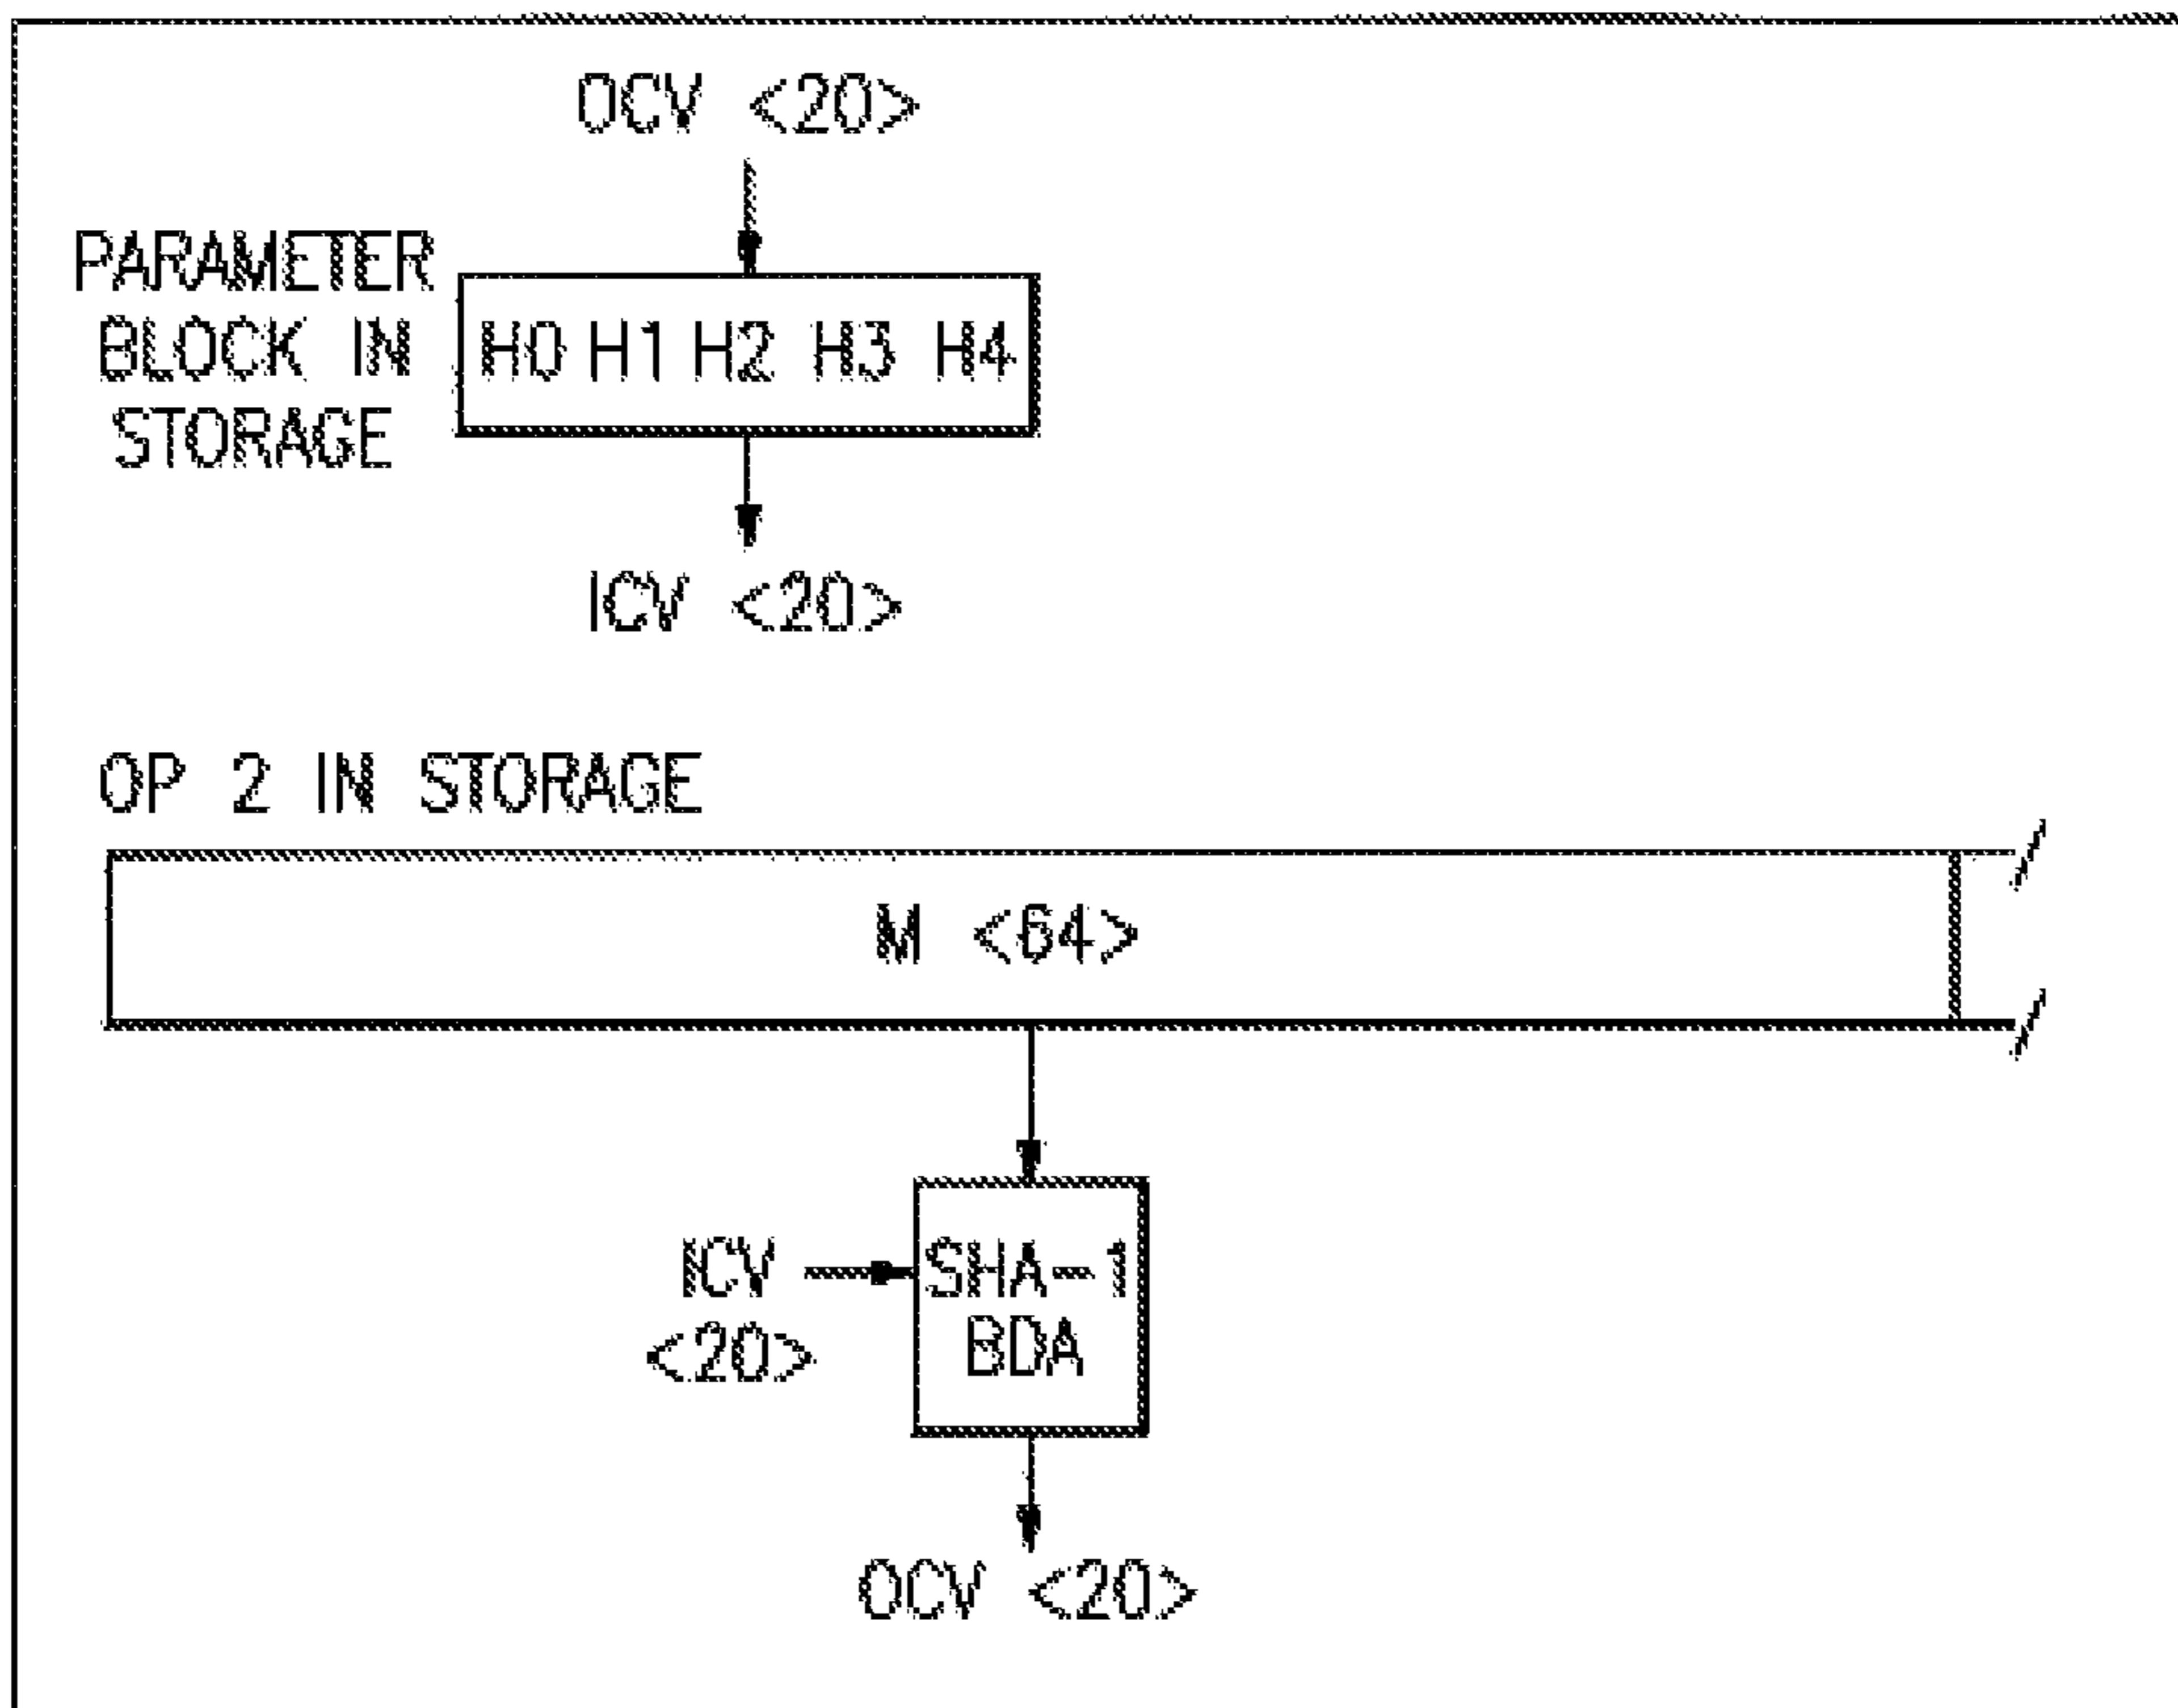 OCV <20>
PARAMETER
BLOCK IN
STORAGE
H0 H1 H2 H3 H4
ICV <20>
OP 2 IN STORAGE
M <64>
ICV
<20>
SHA-1
BDA
OCV <20>